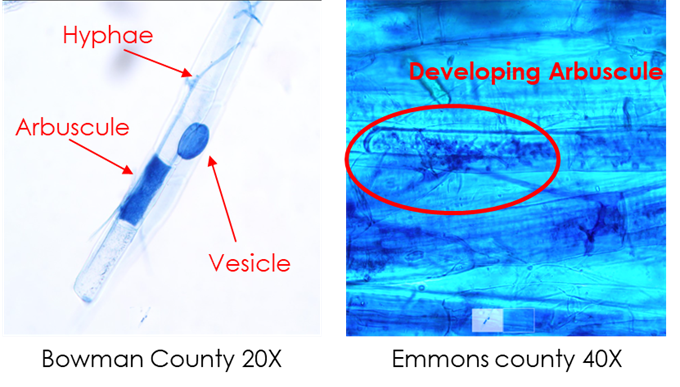 Hyphae
Arbuscule
Vesicle
Developing Arbuscule
Bowman County 20X
Emmons county 40X